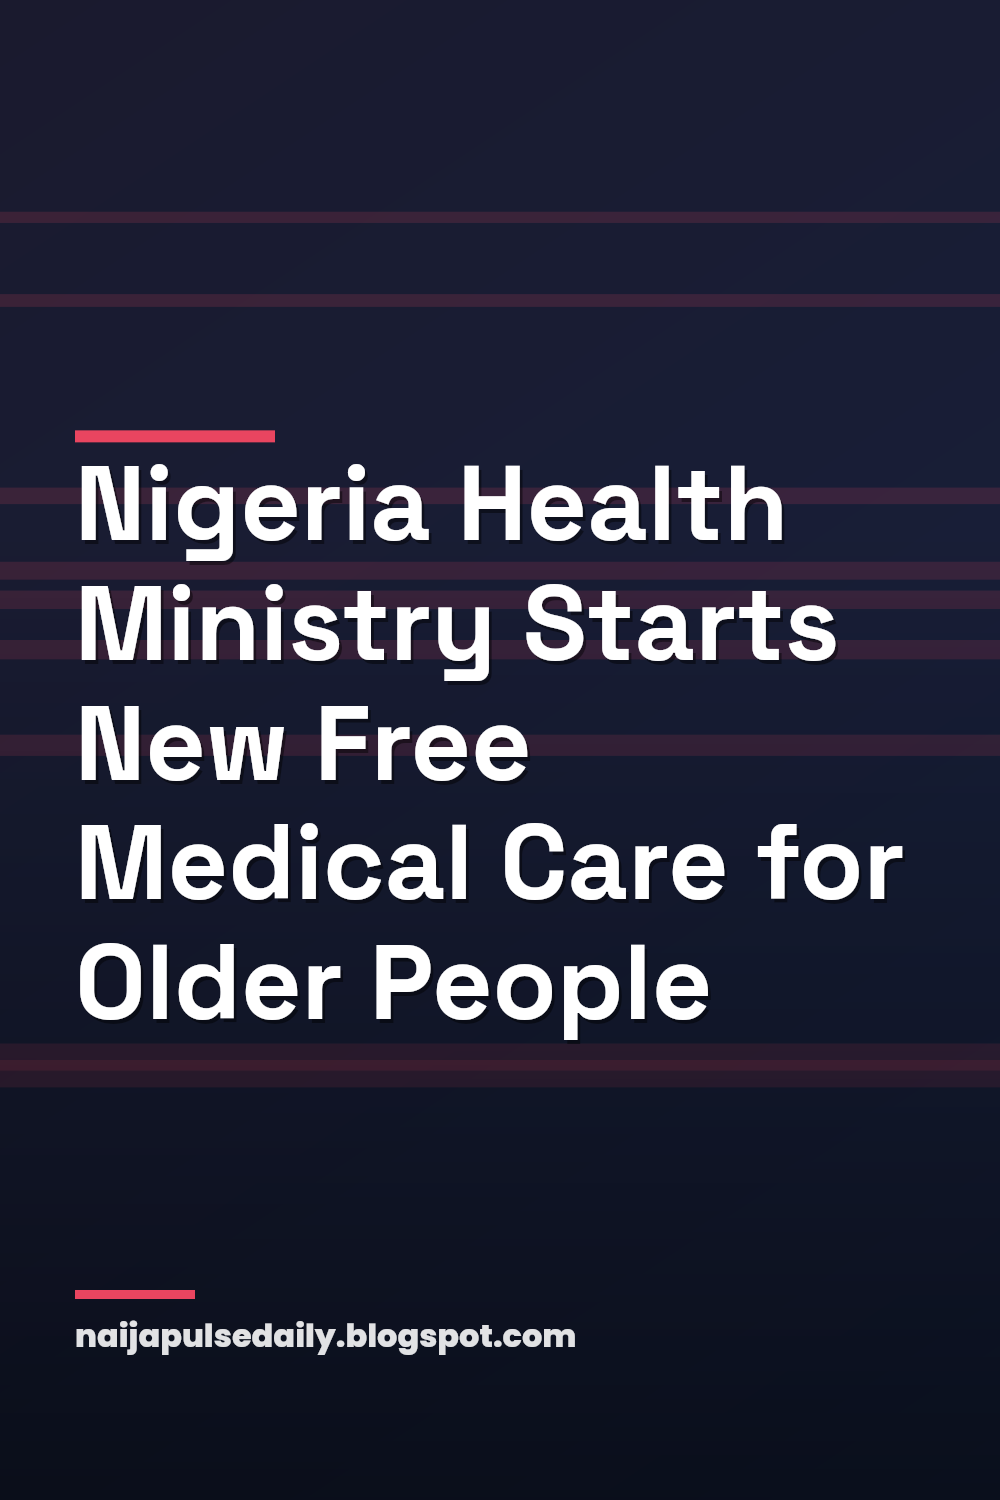 Nigeria Health
Ministry Starts
New Free
Medical Care for
Older People
naijapulsedaily.blogspot.com